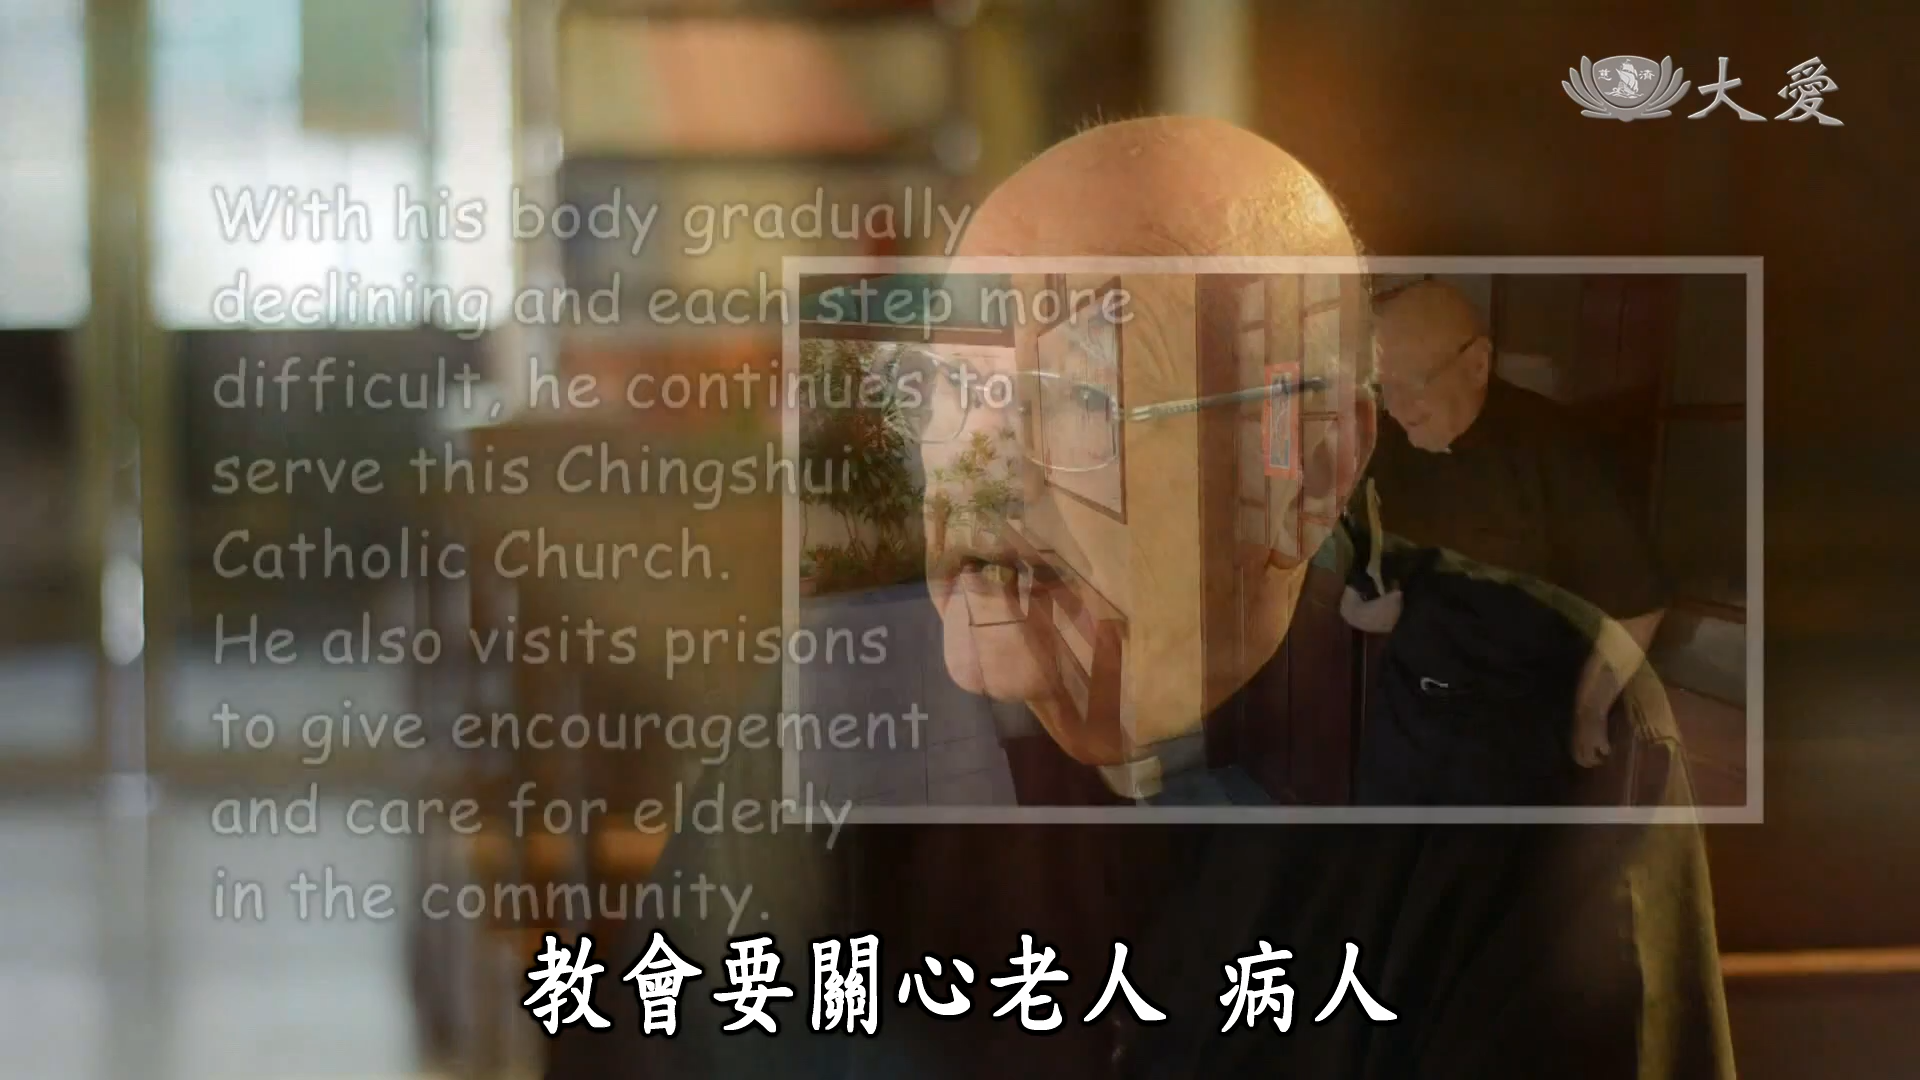 慈濟
大愛
With his body gradually
declining and each step more
difficult, he continues to
serve this Chingshui
Catholic Church.
He also visits prisons
to give encouragement
and care for elderly
in the community.
教會要關心老人 病人